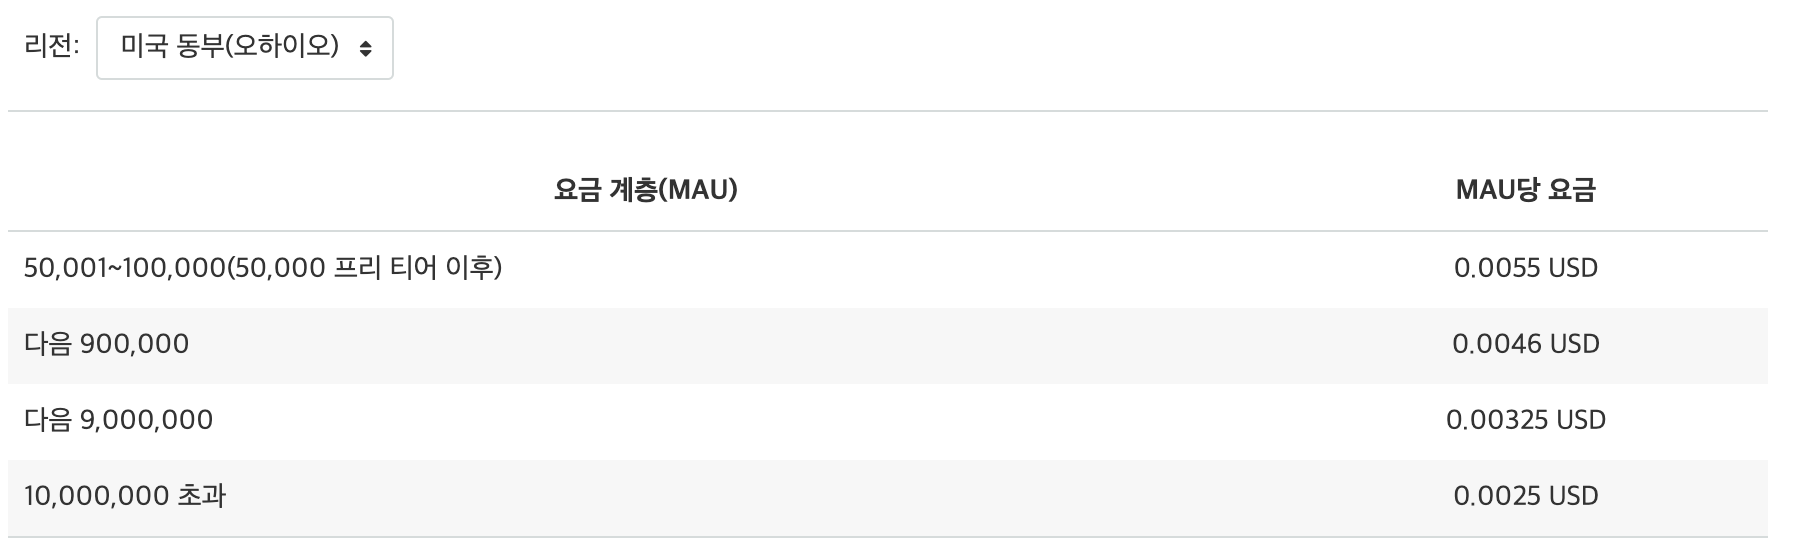 리전: 미국 동부(오하이오)
요금 계층(MAU) MAU당 요금
50,001~100,000(50,000 프리 티어 이후) 0.0055 USD
다음 900,000 0.0046 USD
다음 9,000,000 0.00325 USD
10,000,000 초과 0.0025 USD